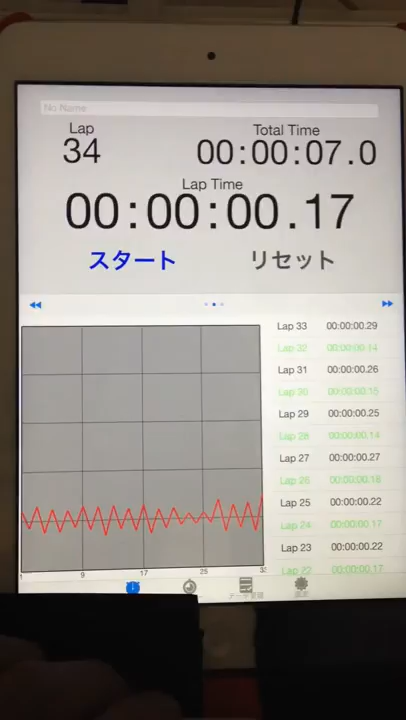 No Name
Lap
Total Time
34
00:00:07.0
Lap Time
00:00:00.17
スタート
リセット
Lap 33 00:00:00.29
Lap 32 00:00:00.14
Lap 31 00:00:00.26
Lap 30 00:00:00.15
Lap 29 00:00:00.25
Lap 28 00:00:00.14
Lap 27 00:00:00.27
Lap 26 00:00:00.18
Lap 25 00:00:00.22
Lap 24 00:00:00.17
Lap 23 00:00:00.22
Lap 22 00:00:00.17
1 9 17 25 33